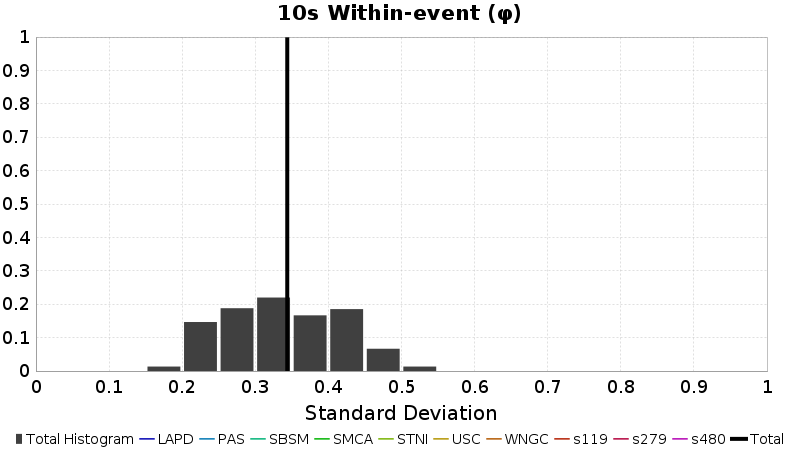 10s Within-event (φ)
1
0.9
0.8
0.7
0.6
0.5
0.4
0.3
0.2
0.1
0
0 0.1 0.2 0.3 0.4 0.5 0.6 0.7 0.8 0.9 1
Standard Deviation
Total Histogram LAPD PAS SBSM SMCA STNI USC WNGC s119 s279 s480 Total